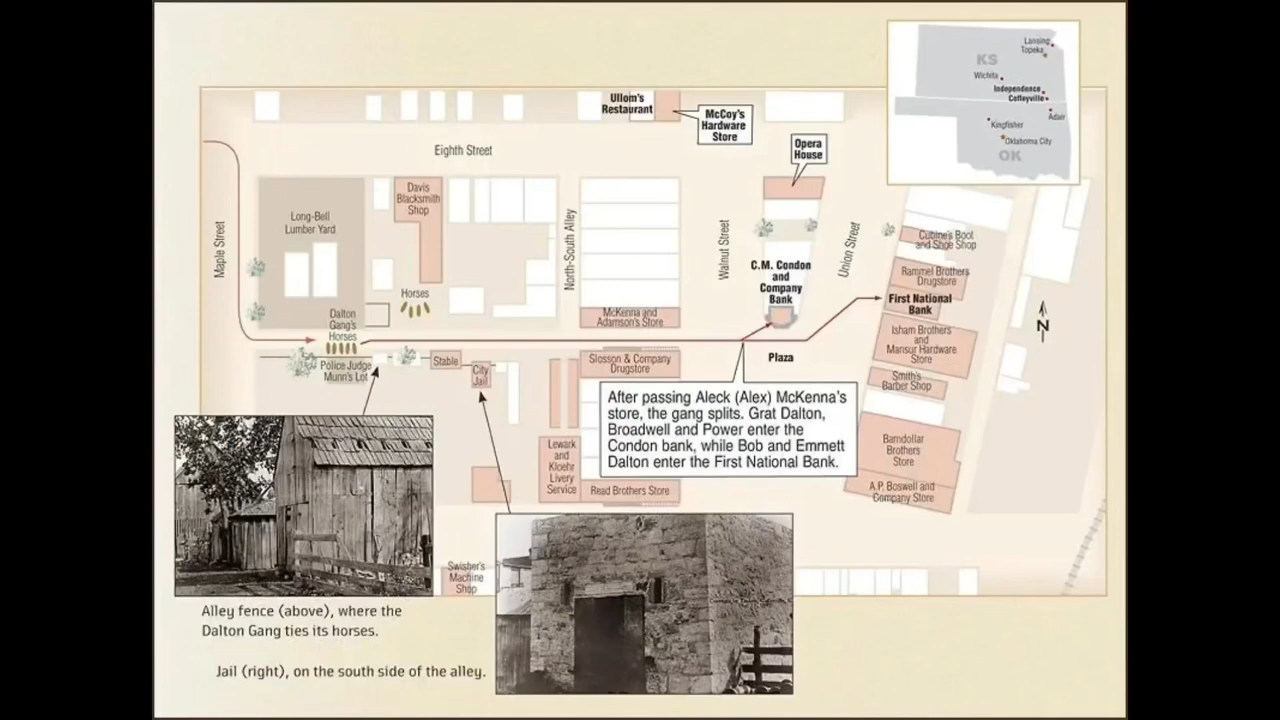 Lansing
Topeka
KS
Wichita
Independence
Coffeyville
Adair
Kingfisher
Oklahoma City
OK
Ullom's
Restaurant
McCoy's
Hardware
Store
Eighth Street
Opera
House
Maple Street
Long-Bell
Lumber Yard
Davis
Blacksmith
Shop
North-South Alley
Walnut Street
Union Street
Cubine's Boot
and Shoe Shop
C.M. Condon
and
Company
Bank
Rammel Brothers
Drugstore
First National
Bank
Horses
Dalton
Gang's
Horses
McKenna and
Adamson's Store
Isham Brothers
and
Mansur Hardware
Store
N
Police Judge
Munn's Lot
Stable
City
Jail
Slosson & Company
Drugstore
Plaza
Smith's
Barber Shop
After passing Aleck (Alex) McKenna's
store, the gang splits. Grat Dalton,
Broadwell and Power enter the
Condon bank, while Bob and Emmett
Dalton enter the First National Bank.
Lewark
and
Kloehr
Livery
Service
Read Brothers Store
Barndollar
Brothers
Store
A.P. Boswell and
Company Store
Swisher's
Machine
Shop
Alley fence (above), where the
Dalton Gang ties its horses.
Jail (right), on the south side of the alley.